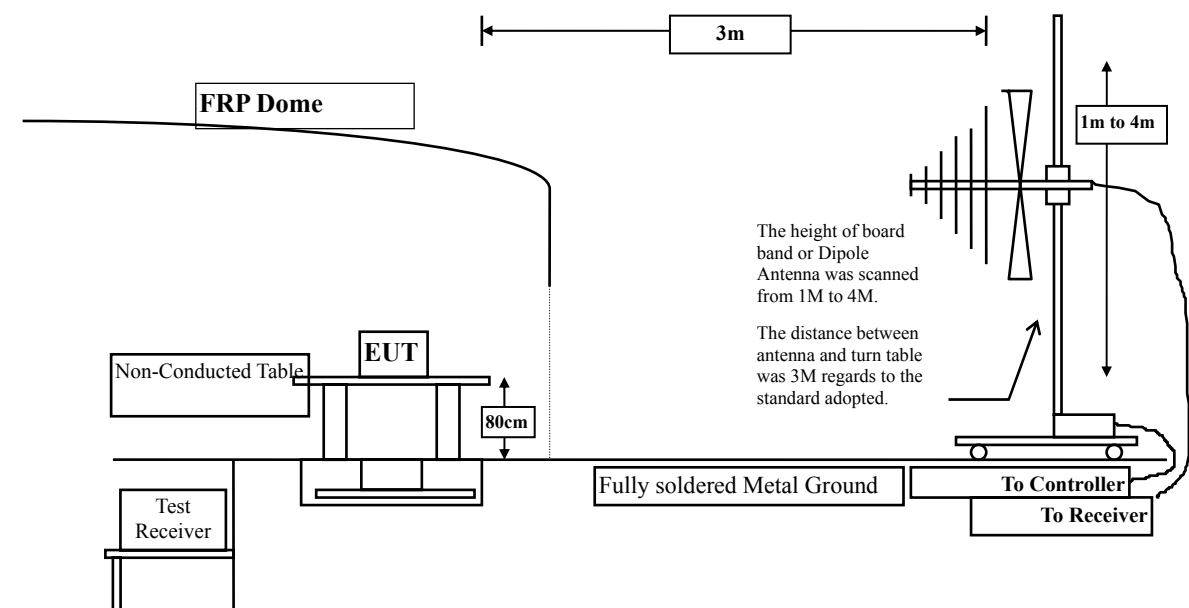 3m
FRP Dome
1m to 4m
The height of board
band or Dipole
Antenna was scanned
from 1M to 4M.
The distance between
antenna and turn table
was 3M regards to the
standard adopted.
EUT
Non-Conducted Table
80cm
Fully soldered Metal Ground
To Controller
To Receiver
Test
Receiver